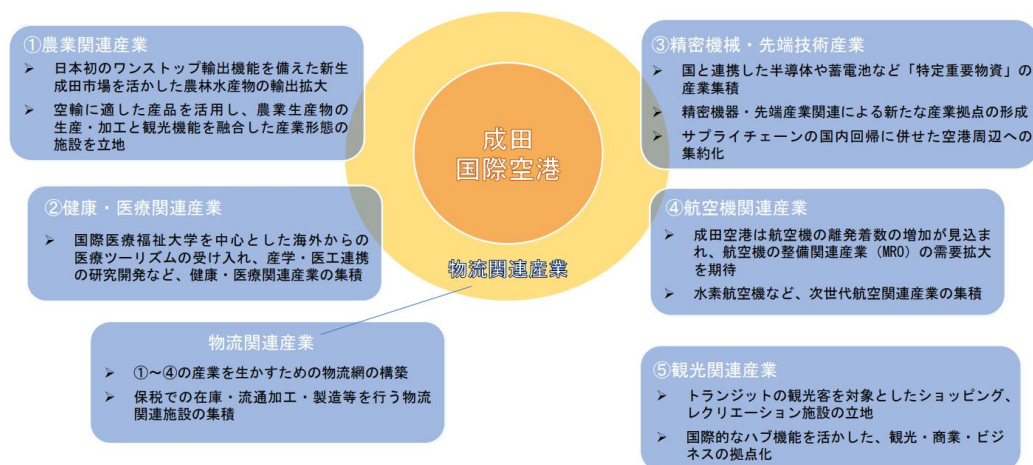 ①農業関連産業
➢ 日本初のワンストップ輸出機能を備えた新生
成田市場を活かした農林水産物の輸出拡大
➢ 空輸に適した産品を活用し、農業生産物の
生産・加工と観光機能を融合した産業形態の
施設を立地
②健康・医療関連産業
➢ 国際医療福祉大学を中心とした海外からの
医療ツーリズムの受け入れ、産学・医工連携
の研究開発など、健康・医療関連産業の集積
物流関連産業
➢ ①～④の産業を生かすための物流網の構築
➢ 保税での在庫・流通加工・製造等を行う物流
関連施設の集積
成田
国際空港
物流関連産業
③精密機械・先端技術産業
➢ 国と連携した半導体や蓄電池など「特定重要物資」の
産業集積
➢ 精密機器・先端産業関連による新たな産業拠点の形成
➢ サプライチェーンの国内回帰に併せた空港周辺への
集約化
④航空機関連産業
➢ 成田空港は航空機の離発着数の増加が見込ま
れ、航空機の整備関連産業（MRO）の需要拡大
を期待
➢ 水素航空機など、次世代航空関連産業の集積
⑤観光関連産業
➢ トランジットの観光客を対象としたショッピング、
レクリエーション施設の立地
➢ 国際的なハブ機能を活かした、観光・商業・ビジ
ネスの拠点化